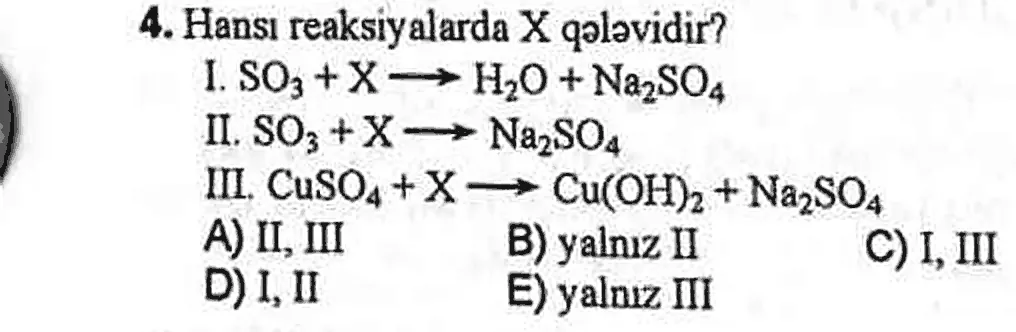 4. Hansı reaksiyalarda X qələvidir?
I. SO₃ + X ⟶ H₂O + Na₂SO₄
II. SO₃ + X ⟶ Na₂SO₄
III. CuSO₄ + X ⟶ Cu(OH)₂ + Na₂SO₄
A) II, III B) yalnız II C) I, III
D) I, II E) yalnız III